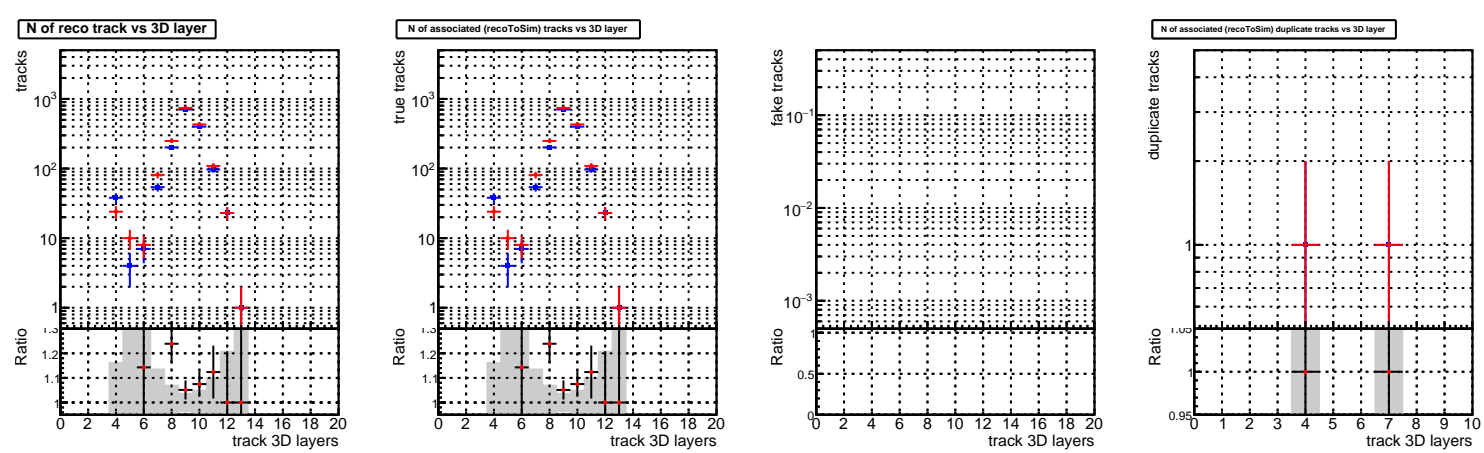 N of reco track vs 3D layer
tracks
10³
10²
10
1
Ratio
1.3
1.2
1.1
1
0 2 4 6 8 10 12 14 16 18 20
track 3D layers
N of associated (recoToSim) tracks vs 3D layer
true tracks
10³
10²
10
1
Ratio
1.3
1.2
1.1
1
0 2 4 6 8 10 12 14 16 18 20
track 3D layers
fake tracks
10⁻¹
10⁻²
10⁻³
Ratio
1
0.5
0
0 2 4 6 8 10 12 14 16 18 20
track 3D layers
N of associated (recoToSim) duplicate tracks vs 3D layer
duplicate tracks
1
Ratio
1.05
1
0.95
0 1 2 3 4 5 6 7 8 9 10
track 3D layers